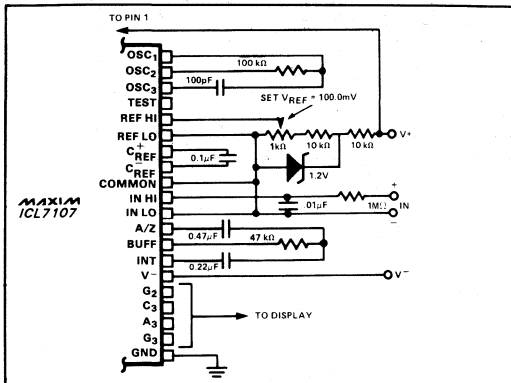 TO PIN 1
OSC1
OSC2
100 kΩ
OSC3
100pF
TEST
SET VREF = 100.0mV
REF HI
REF LO
1kΩ
10 kΩ
10 kΩ
V+
C+REF
0.1µF
C-REF
1.2V
COMMON
MAXIM
ICL7107
IN HI
.01µF
1MΩ
+
IN
IN LO
−
A/Z
0.47µF
47 kΩ
BUFF
INT
0.22µF
V−
V−
G2
C3
TO DISPLAY
A3
G3
GND